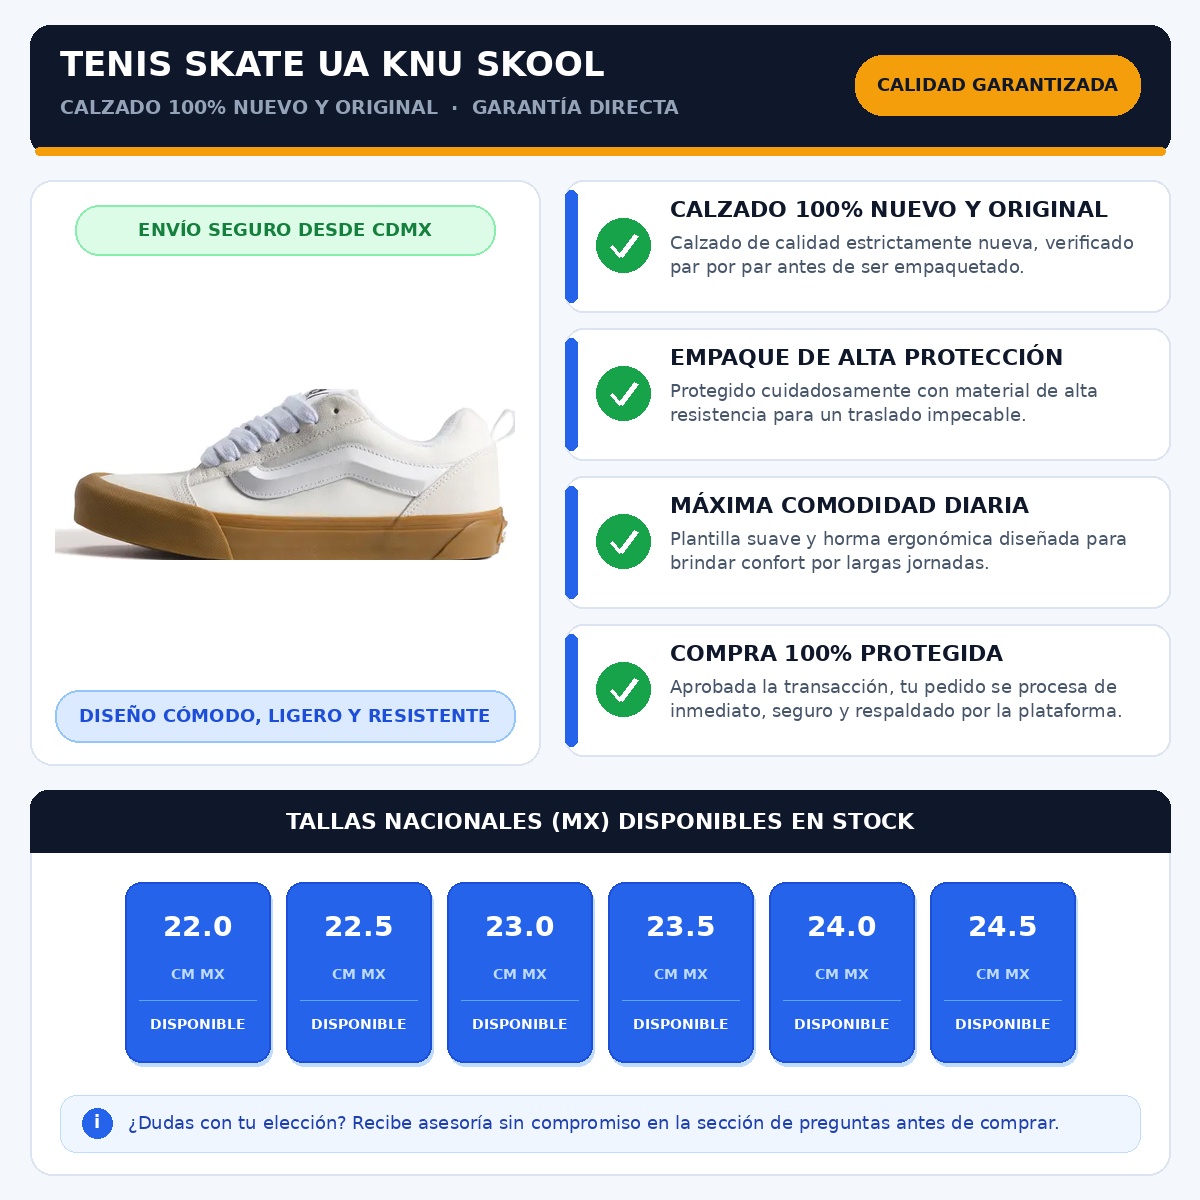 TENIS SKATE UA KNU SKOOL
CALZADO 100% NUEVO Y ORIGINAL · GARANTÍA DIRECTA
CALIDAD GARANTIZADA
ENVÍO SEGURO DESDE CDMX
DISEÑO CÓMODO, LIGERO Y RESISTENTE
CALZADO 100% NUEVO Y ORIGINAL
Calzado de calidad estrictamente nueva, verificado
par por par antes de ser empaquetado.
EMPAQUE DE ALTA PROTECCIÓN
Protegido cuidadosamente con material de alta
resistencia para un traslado impecable.
MÁXIMA COMODIDAD DIARIA
Plantilla suave y horma ergonómica diseñada para
brindar confort por largas jornadas.
COMPRA 100% PROTEGIDA
Aprobada la transacción, tu pedido se procesa de
inmediato, seguro y respaldado por la plataforma.
TALLAS NACIONALES (MX) DISPONIBLES EN STOCK
22.0 22.5 23.0 23.5 24.0 24.5
CM MX CM MX CM MX CM MX CM MX CM MX
DISPONIBLE DISPONIBLE DISPONIBLE DISPONIBLE DISPONIBLE DISPONIBLE
i ¿Dudas con tu elección? Recibe asesoría sin compromiso en la sección de preguntas antes de comprar.